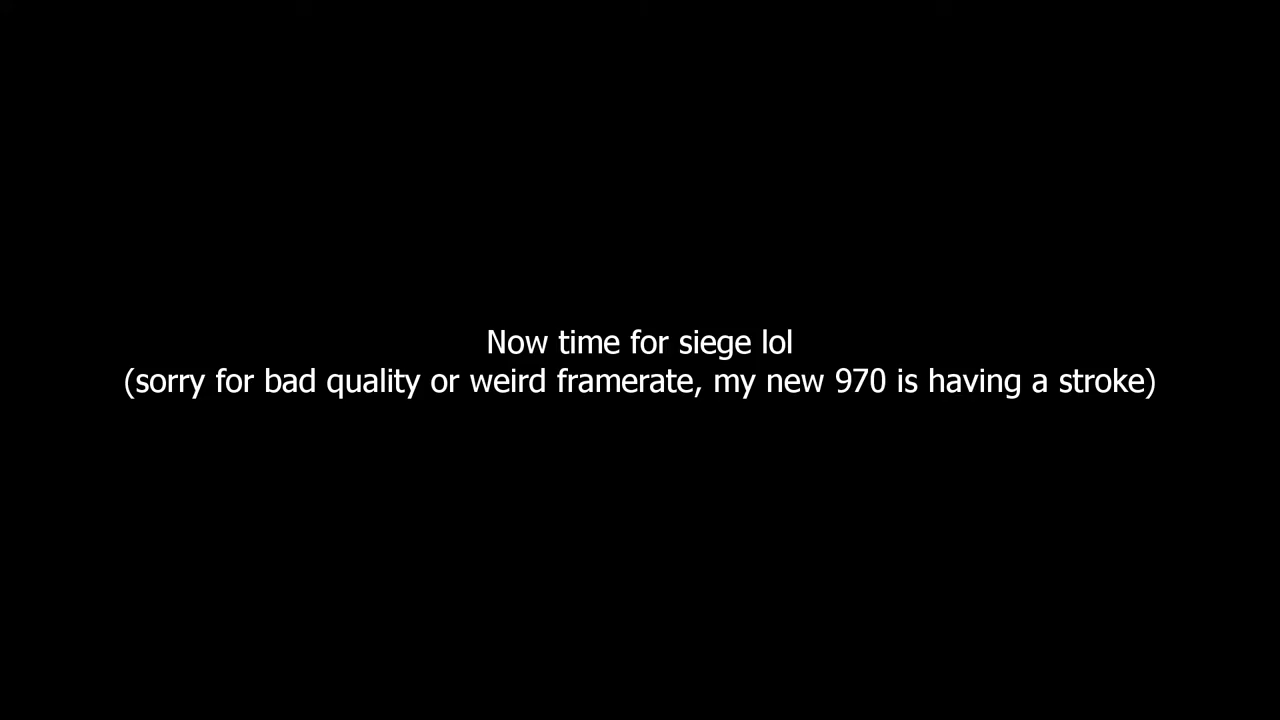 Now time for siege lol
(sorry for bad quality or weird framerate, my new 970 is having a stroke)